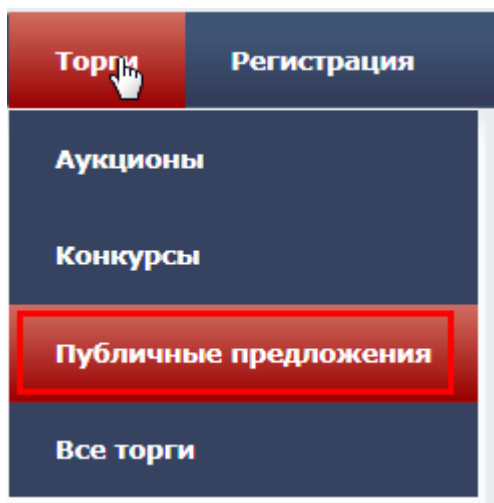 Торги Регистрация
Аукционы
Конкурсы
Публичные предложения
Все торги